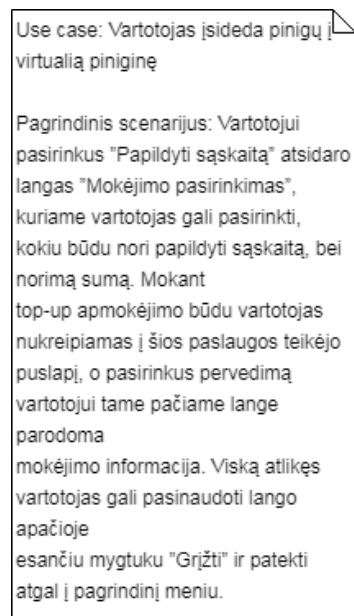 Use case: Vartotojas įsideda pinigų į
virtualią piniginę
Pagrindinis scenarijus: Vartotojui
pasirinkus "Papildyti sąskaitą" atsidaro
langas "Mokėjimo pasirinkimas",
kuriame vartotojas gali pasirinkti,
kokiu būdu nori papildyti sąskaitą, bei
norimą sumą. Mokant
top-up apmokėjimo būdu vartotojas
nukreipiamas į šios paslaugos teikėjo
puslapį, o pasirinkus pervedimą
vartotojui tame pačiame lange
parodoma
mokėjimo informacija. Viską atlikęs
vartotojas gali pasinaudoti lango
apačioje
esančiu mygtuku "Grįžti" ir patekti
atgal į pagrindinį meniu.